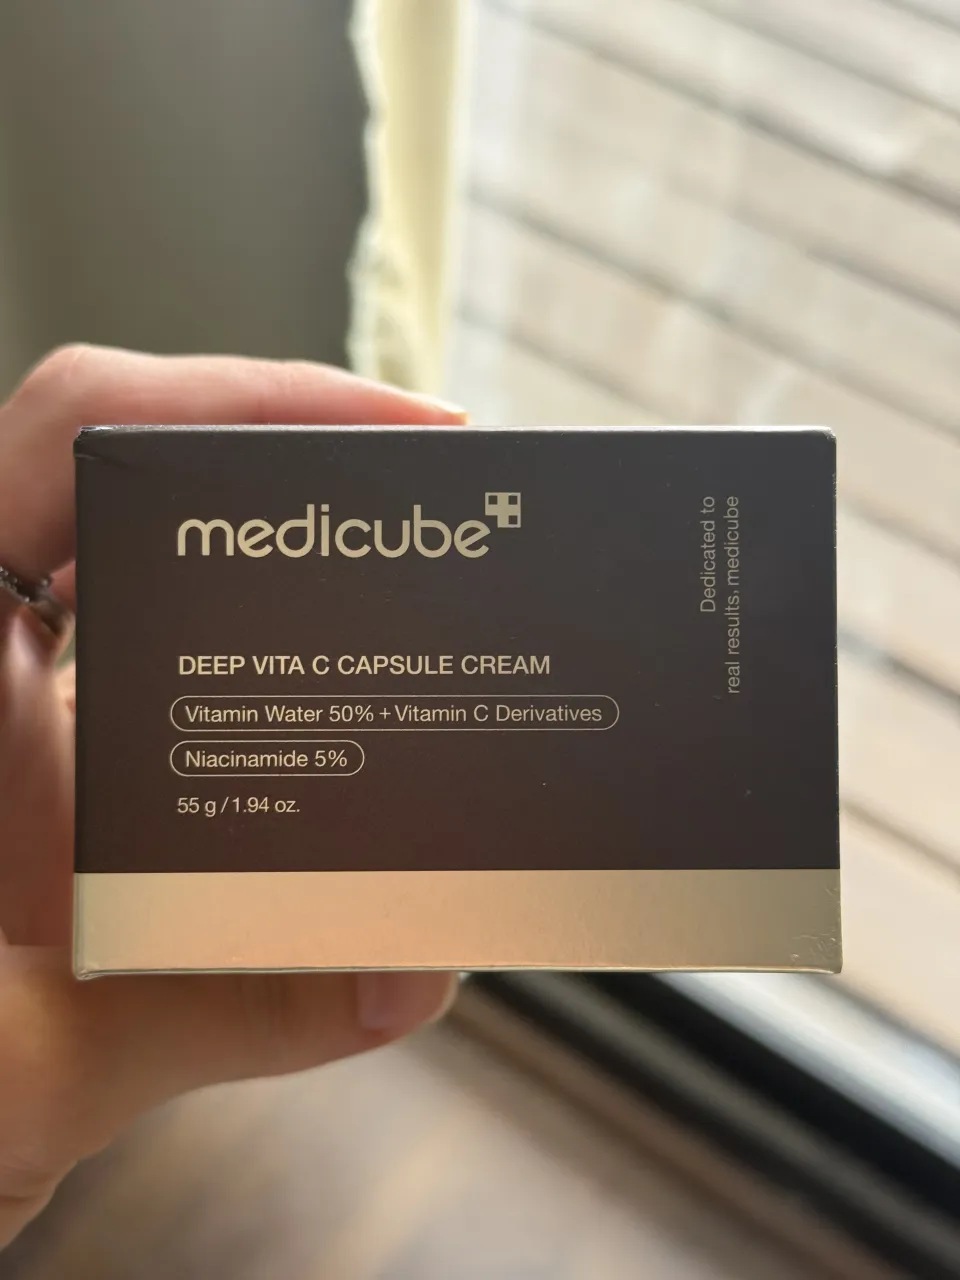 medicube
DEEP VITA C CAPSULE CREAM
Vitamin Water 50% + Vitamin C Derivatives
Niacinamide 5%
55 g / 1.94 oz.
Dedicated to
real results, medicube